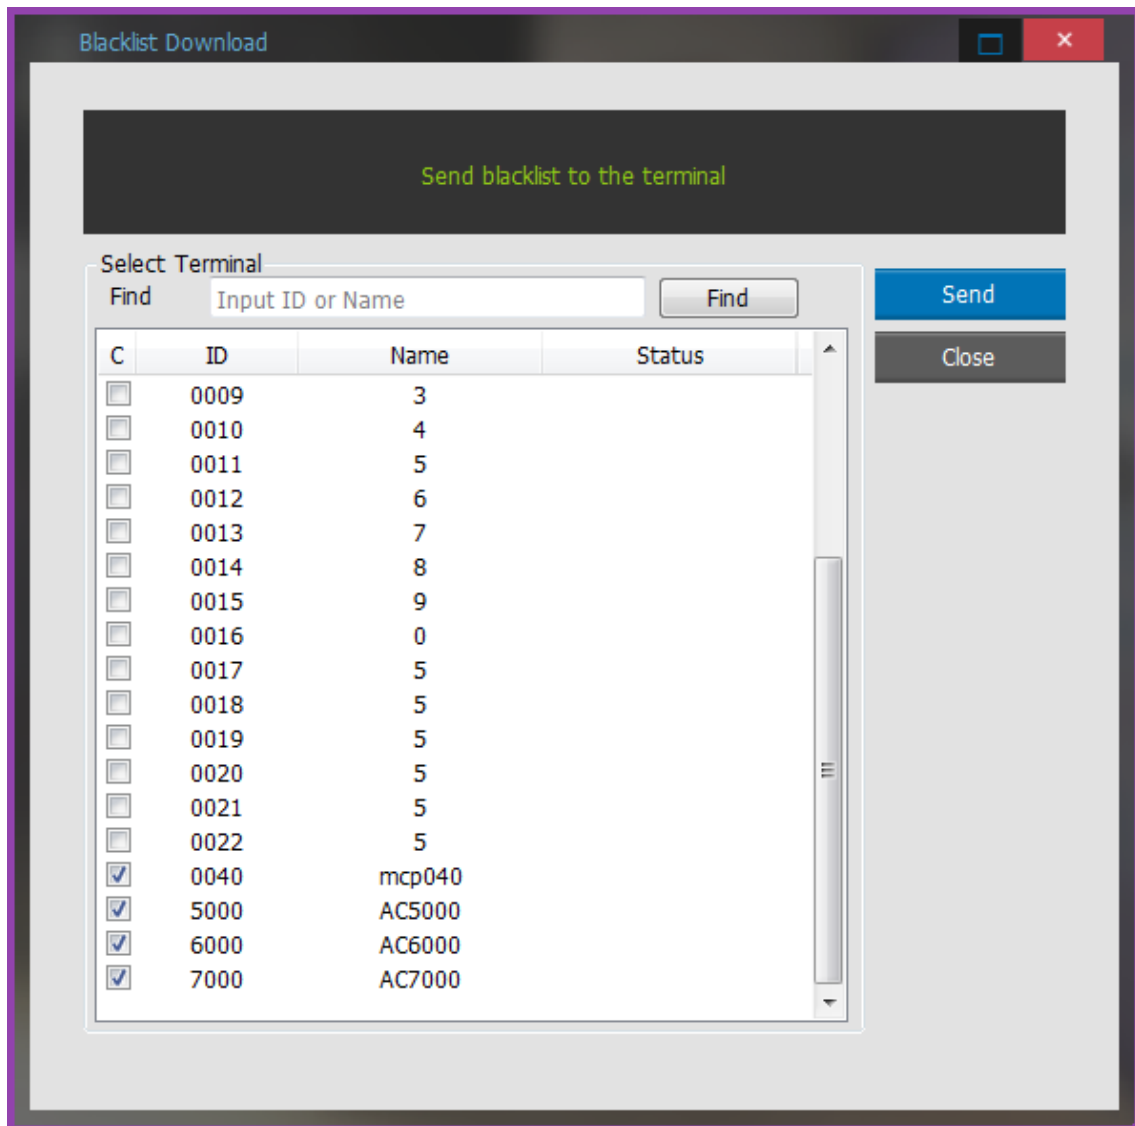 Blacklist Download
Send blacklist to the terminal
Select Terminal
Find Input ID or Name Find Send
C ID Name Status Close
0009 3
0010 4
0011 5
0012 6
0013 7
0014 8
0015 9
0016 0
0017 5
0018 5
0019 5
0020 5
0021 5
0022 5
0040 mcp040
5000 AC5000
6000 AC6000
7000 AC7000